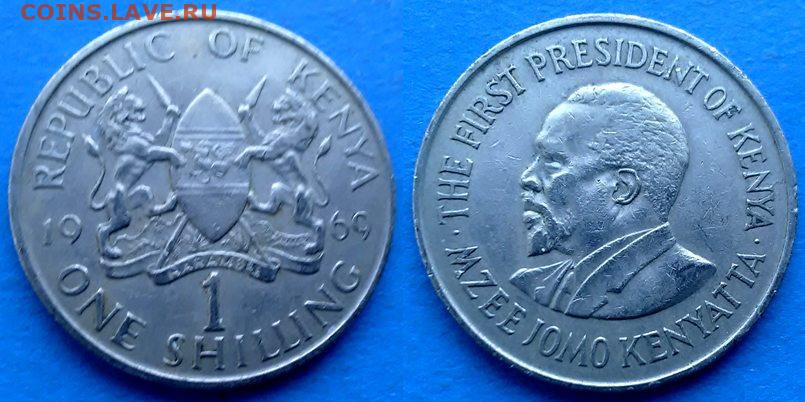 COINS.LAVE.РУ
REPUBLIC OF KENYA
19 69
HARAMBEE
1
ONE SHILLING
· THE FIRST PRESIDENT OF KENYA ·
MZEE JOMO KENYATTA